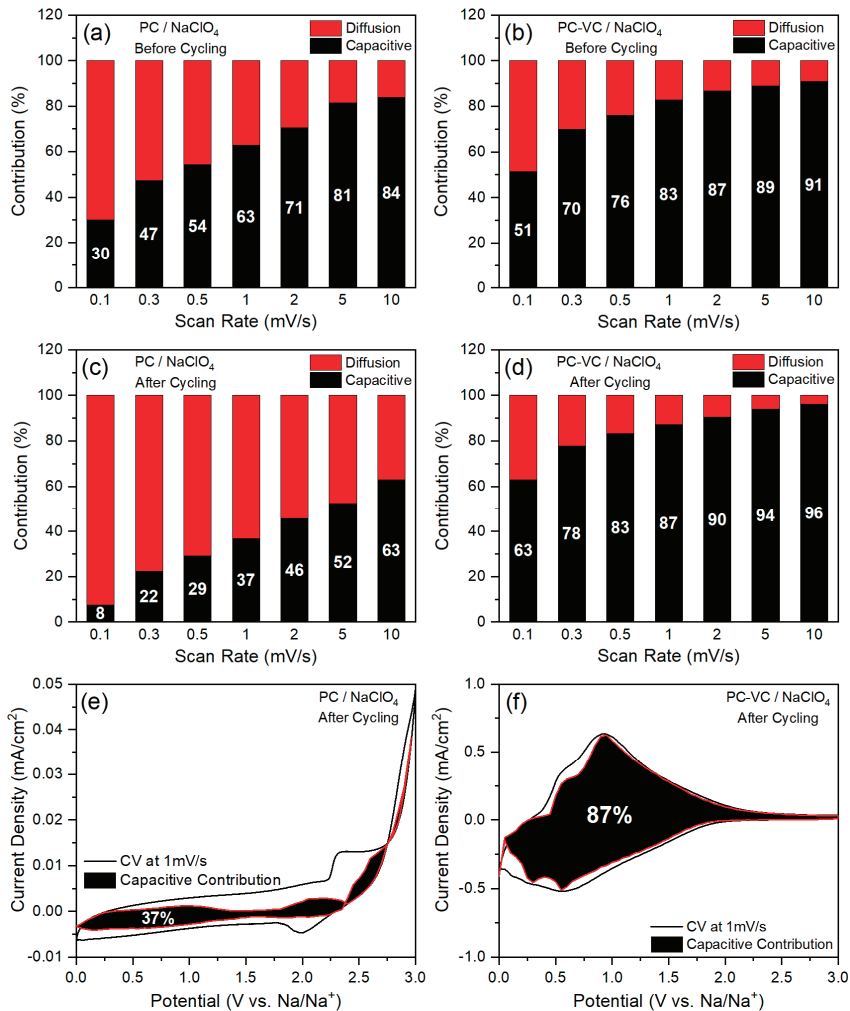 (a)
PC / NaClO4
Before Cycling
Diffusion
Capacitive
Contribution (%)
120
100
80
60
40
20
0
30
47
54
63
71
81
84
0.1
0.3
0.5
1
2
5
10
Scan Rate (mV/s)
(b)
PC-VC / NaClO4
Before Cycling
Diffusion
Capacitive
Contribution (%)
120
100
80
60
40
20
0
51
70
76
83
87
89
91
0.1
0.3
0.5
1
2
5
10
Scan Rate (mV/s)
(c)
PC / NaClO4
After Cycling
Diffusion
Capacitive
Contribution (%)
120
100
80
60
40
20
0
8
22
29
37
46
52
63
0.1
0.3
0.5
1
2
5
10
Scan Rate (mV/s)
(d)
PC-VC / NaClO4
After Cycling
Diffusion
Capacitive
Contribution (%)
120
100
80
60
40
20
0
63
78
83
87
90
94
96
0.1
0.3
0.5
1
2
5
10
Scan Rate (mV/s)
(e)
PC / NaClO4
After Cycling
Current Density (mA/cm2)
0.05
0.04
0.03
0.02
0.01
0.00
-0.01
CV at 1mV/s
Capacitive Contribution
37%
0.0
0.5
1.0
1.5
2.0
2.5
3.0
Potential (V vs. Na/Na+)
(f)
PC-VC / NaClO4
After Cycling
Current Density (mA/cm2)
1.0
0.5
0.0
-0.5
-1.0
87%
CV at 1mV/s
Capacitive Contribution
0.0
0.5
1.0
1.5
2.0
2.5
3.0
Potential (V vs. Na/Na+)